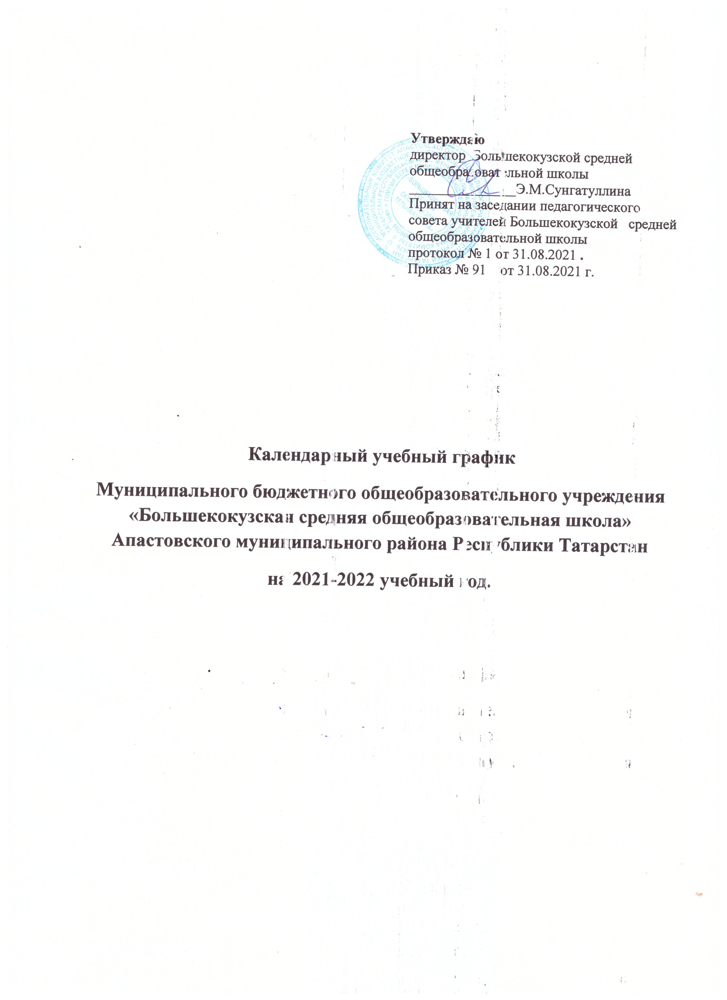 Утверждаю
директор Большекокузской средней
общеобразовательной школы
_______________Э.М.Сунгатуллина
Принят на заседании педагогического
совета учителей Большекокузской средней
общеобразовательной школы
протокол № 1 от 31.08.2021 .
Приказ № 91 от 31.08.2021 г.
Календарный учебный график
Муниципального бюджетного общеобразовательного учреждения
«Большекокузская средняя общеобразовательная школа»
Апастовского муниципального района Республики Татарстан
на 2021-2022 учебный год.